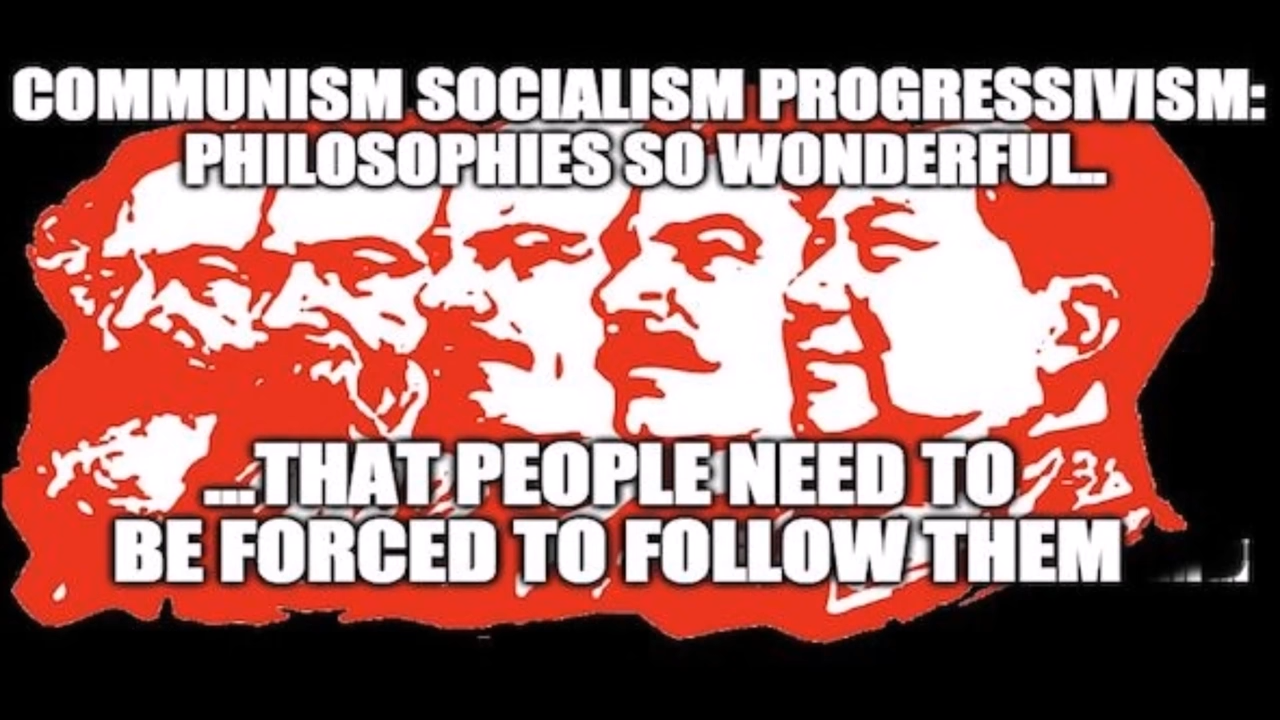 COMMUNISM SOCIALISM PROGRESSIVISM:
PHILOSOPHIES SO WONDERFUL..
...THAT PEOPLE NEED TO
BE FORCED TO FOLLOW THEM